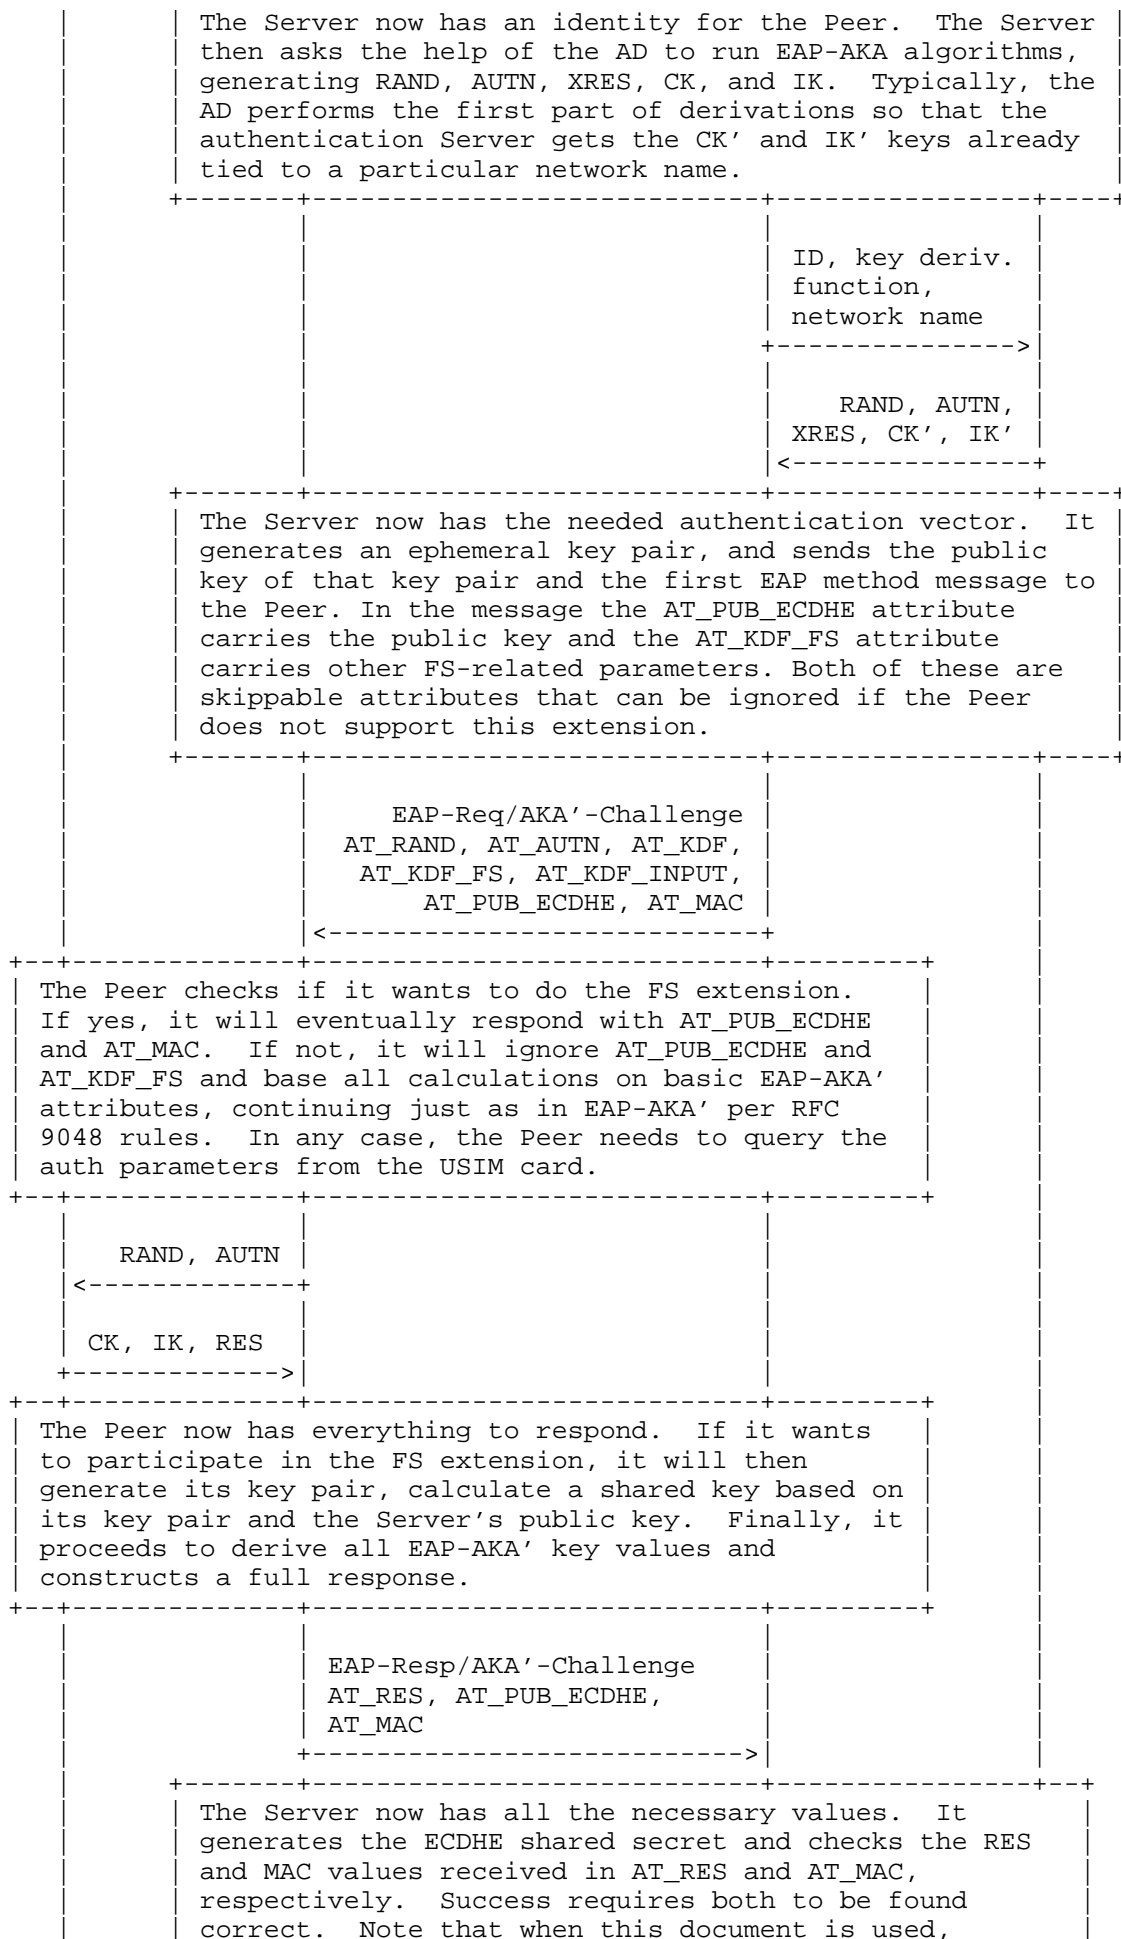 The Server now has an identity for the Peer.  The Server
then asks the help of the AD to run EAP-AKA algorithms,
generating RAND, AUTN, XRES, CK, and IK.  Typically, the
AD performs the first part of derivations so that the
authentication Server gets the CK' and IK' keys already
tied to a particular network name.
ID, key deriv.
function,
network name
RAND, AUTN,
XRES, CK', IK'
The Server now has the needed authentication vector.  It
generates an ephemeral key pair, and sends the public
key of that key pair and the first EAP method message to
the Peer. In the message the AT_PUB_ECDHE attribute
carries the public key and the AT_KDF_FS attribute
carries other FS-related parameters. Both of these are
skippable attributes that can be ignored if the Peer
does not support this extension.
EAP-Req/AKA'-Challenge
AT_RAND, AT_AUTN, AT_KDF,
AT_KDF_FS, AT_KDF_INPUT,
AT_PUB_ECDHE, AT_MAC
The Peer checks if it wants to do the FS extension.
If yes, it will eventually respond with AT_PUB_ECDHE
and AT_MAC.  If not, it will ignore AT_PUB_ECDHE and
AT_KDF_FS and base all calculations on basic EAP-AKA'
attributes, continuing just as in EAP-AKA' per RFC
9048 rules.  In any case, the Peer needs to query the
auth parameters from the USIM card.
RAND, AUTN
CK, IK, RES
The Peer now has everything to respond.  If it wants
to participate in the FS extension, it will then
generate its key pair, calculate a shared key based on
its key pair and the Server's public key.  Finally, it
proceeds to derive all EAP-AKA' key values and
constructs a full response.
EAP-Resp/AKA'-Challenge
AT_RES, AT_PUB_ECDHE,
AT_MAC
The Server now has all the necessary values.  It
generates the ECDHE shared secret and checks the RES
and MAC values received in AT_RES and AT_MAC,
respectively.  Success requires both to be found
correct.  Note that when this document is used,